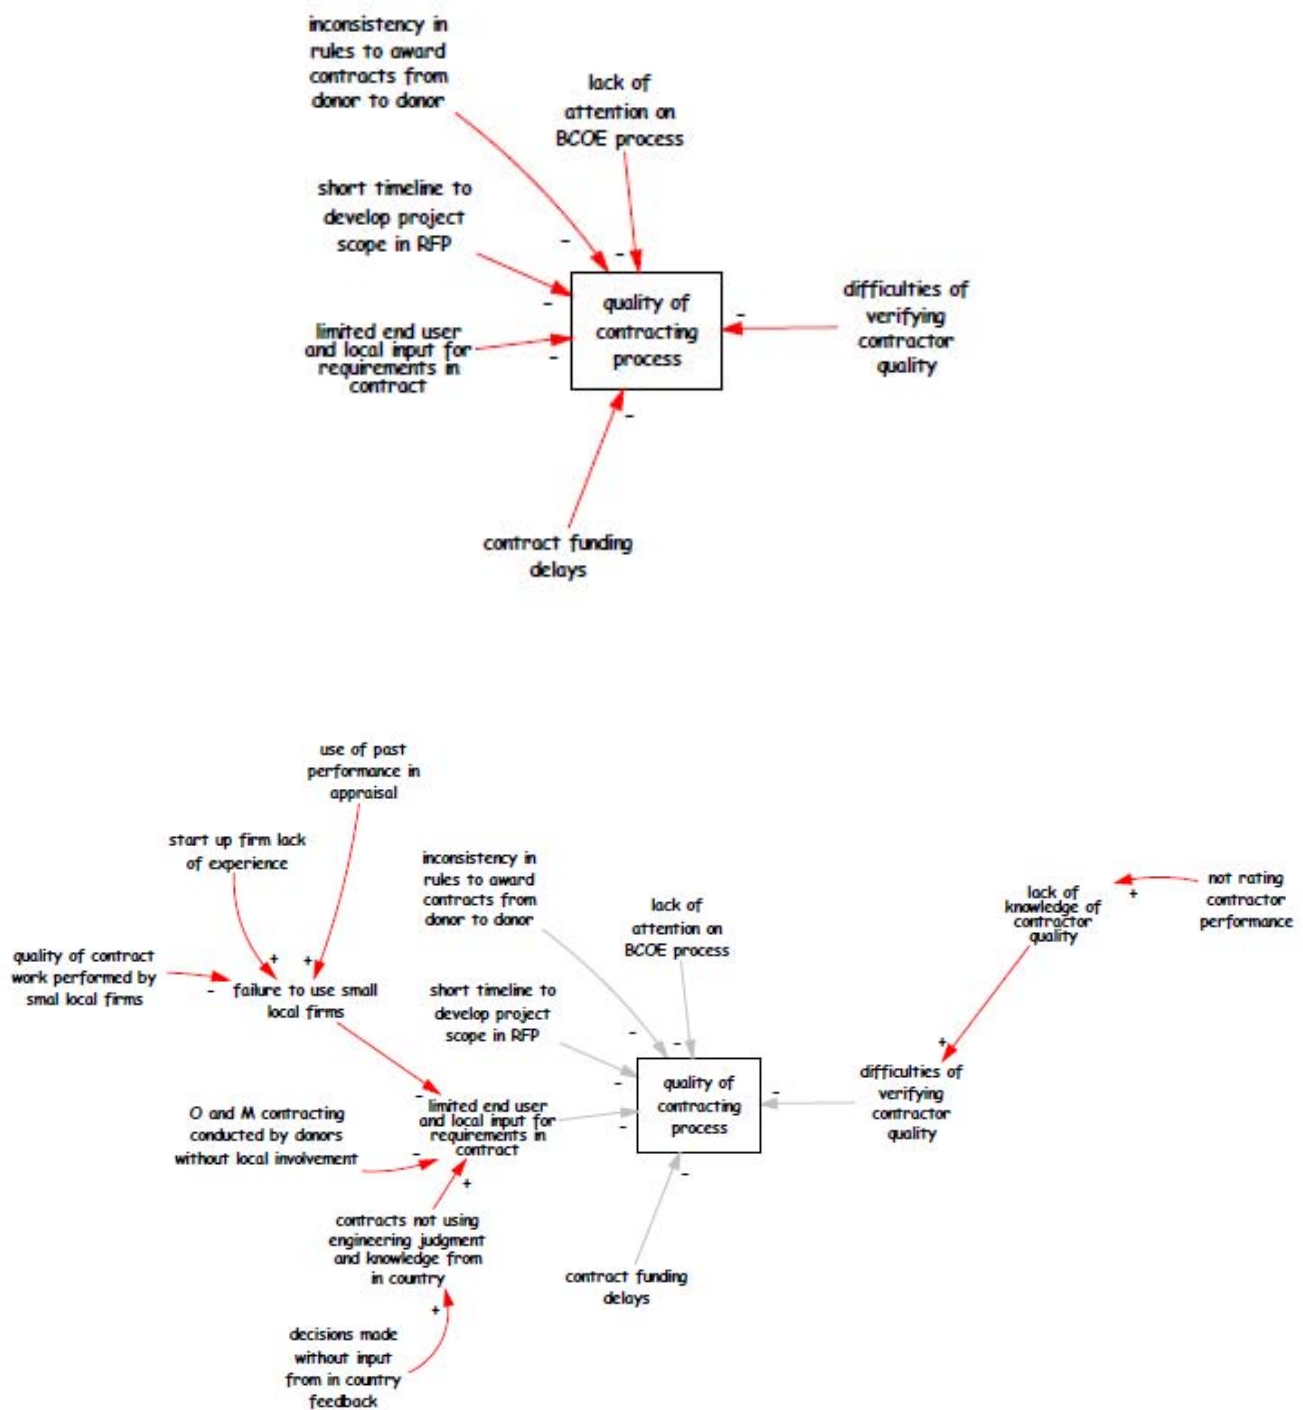 inconsistency in
rules to award
contracts from
donor to donor
lack of
attention on
BCOE process
short timeline to
develop project
scope in RFP
-
-
-
quality of
contracting
process
-
difficulties of
verifying
contractor
quality
limited end user
and local input for
requirements in
contract
-
-
contract funding
delays
use of past
performance in
appraisal
start up firm lack
of experience
inconsistency in
rules to award
contracts from
donor to donor
lack of
attention on
BCOE process
lack of
knowledge of
contractor
quality
+
not rating
contractor
performance
quality of contract
work performed by
smal local firms
-
+
+
failure to use small
local firms
short timeline to
develop project
scope in RFP
-
-
-
quality of
contracting
process
-
+
difficulties of
verifying
contractor
quality
O and M contracting
conducted by donors
without local involvement
-
-
limited end user
and local input for
requirements in
contract
-
-
+
contracts not using
engineering judgment
and knowledge from
in country
contract funding
delays
+
decisions made
without input
from in country
feedback